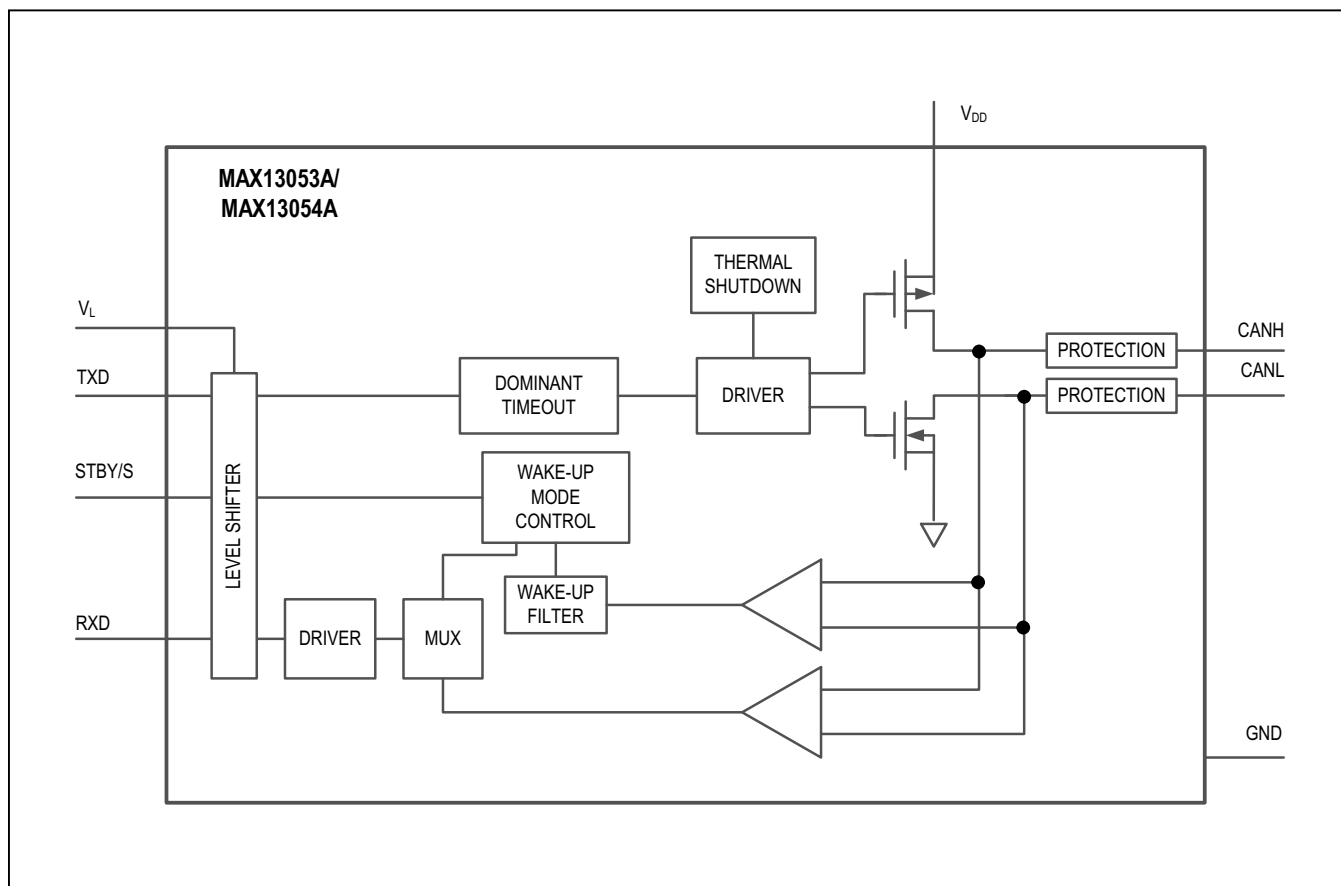 V_DD
MAX13053A/
MAX13054A
THERMAL
SHUTDOWN
V_L
TXD
DOMINANT
TIMEOUT
DRIVER
PROTECTION
CANH
PROTECTION
CANL
STBY/S
LEVEL SHIFTER
WAKE-UP
MODE
CONTROL
RXD
DRIVER
MUX
WAKE-UP
FILTER
GND